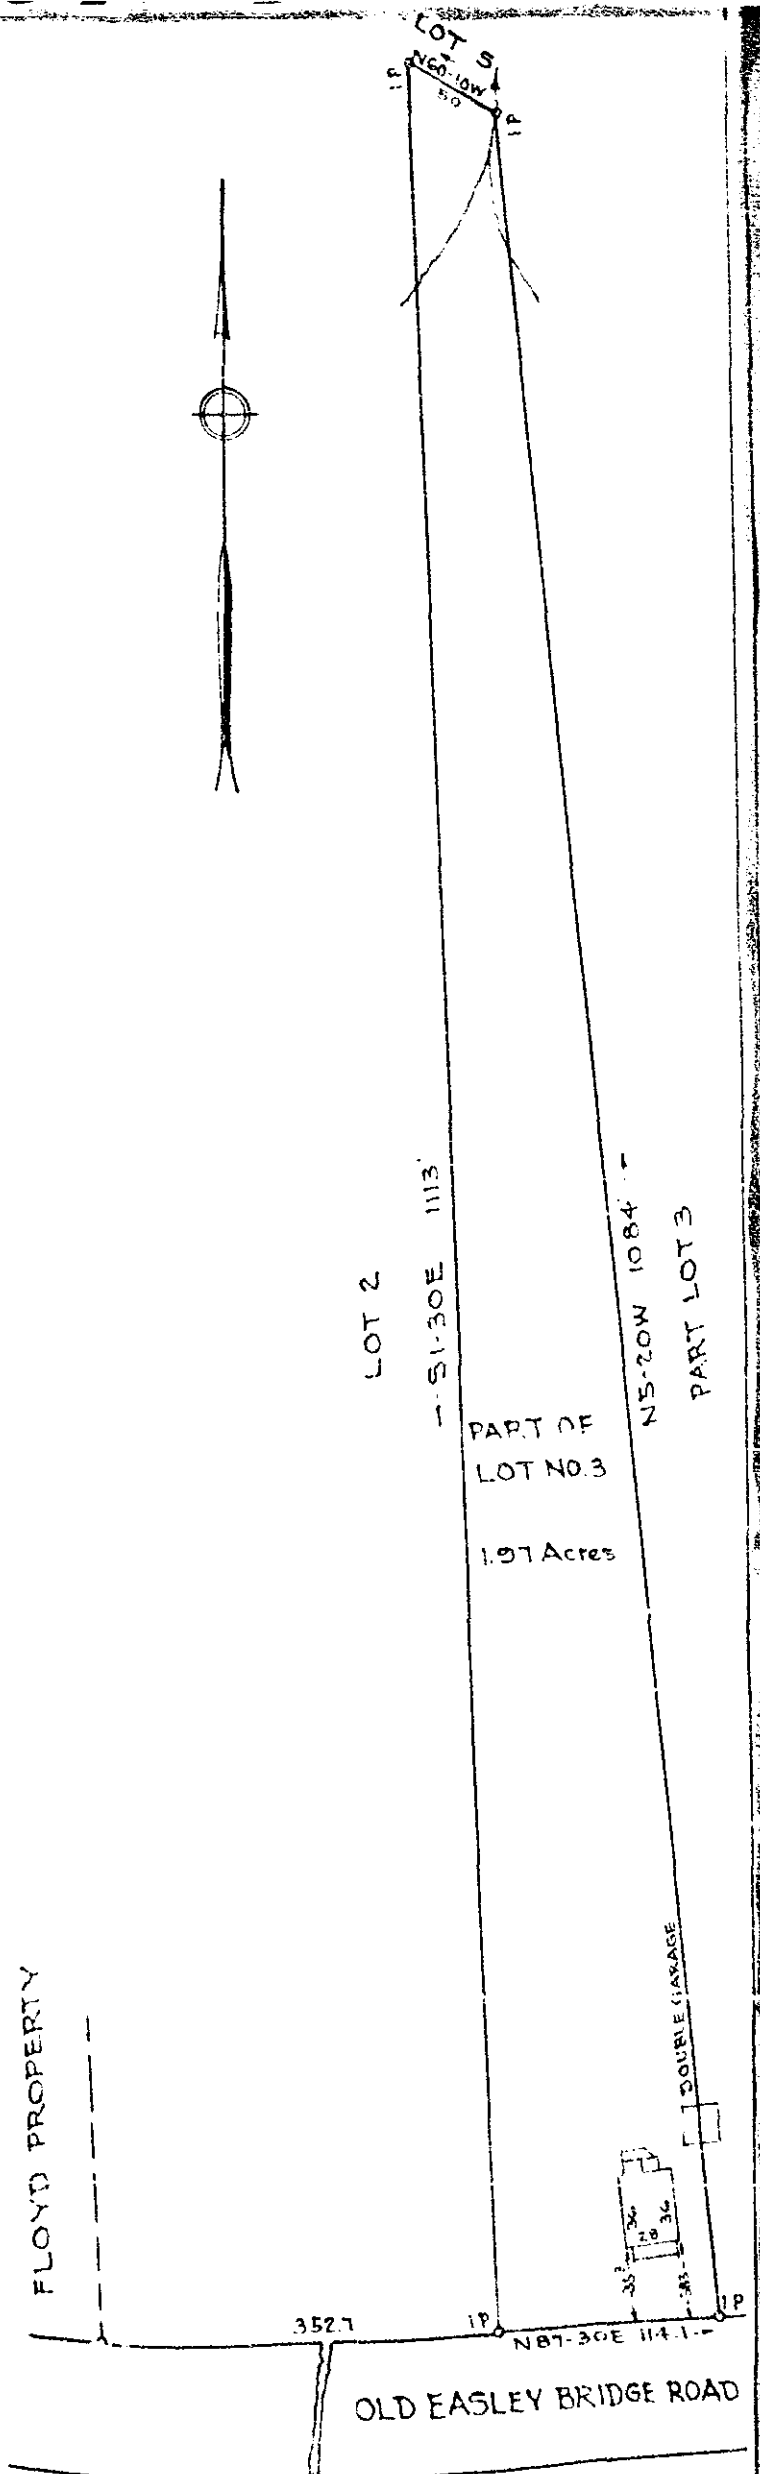 LOT 5
N60-10W
50
IP
IP
LOT 2
S1-30E 1113'
N5-20W 1084
PART LOT 3
PART OF
LOT NO.3
1.97 Acres
DOUBLE GARAGE
FLOYD PROPERTY
36
36
28
352.7
IP
IP
N87-30E 114.1
OLD EASLEY BRIDGE ROAD